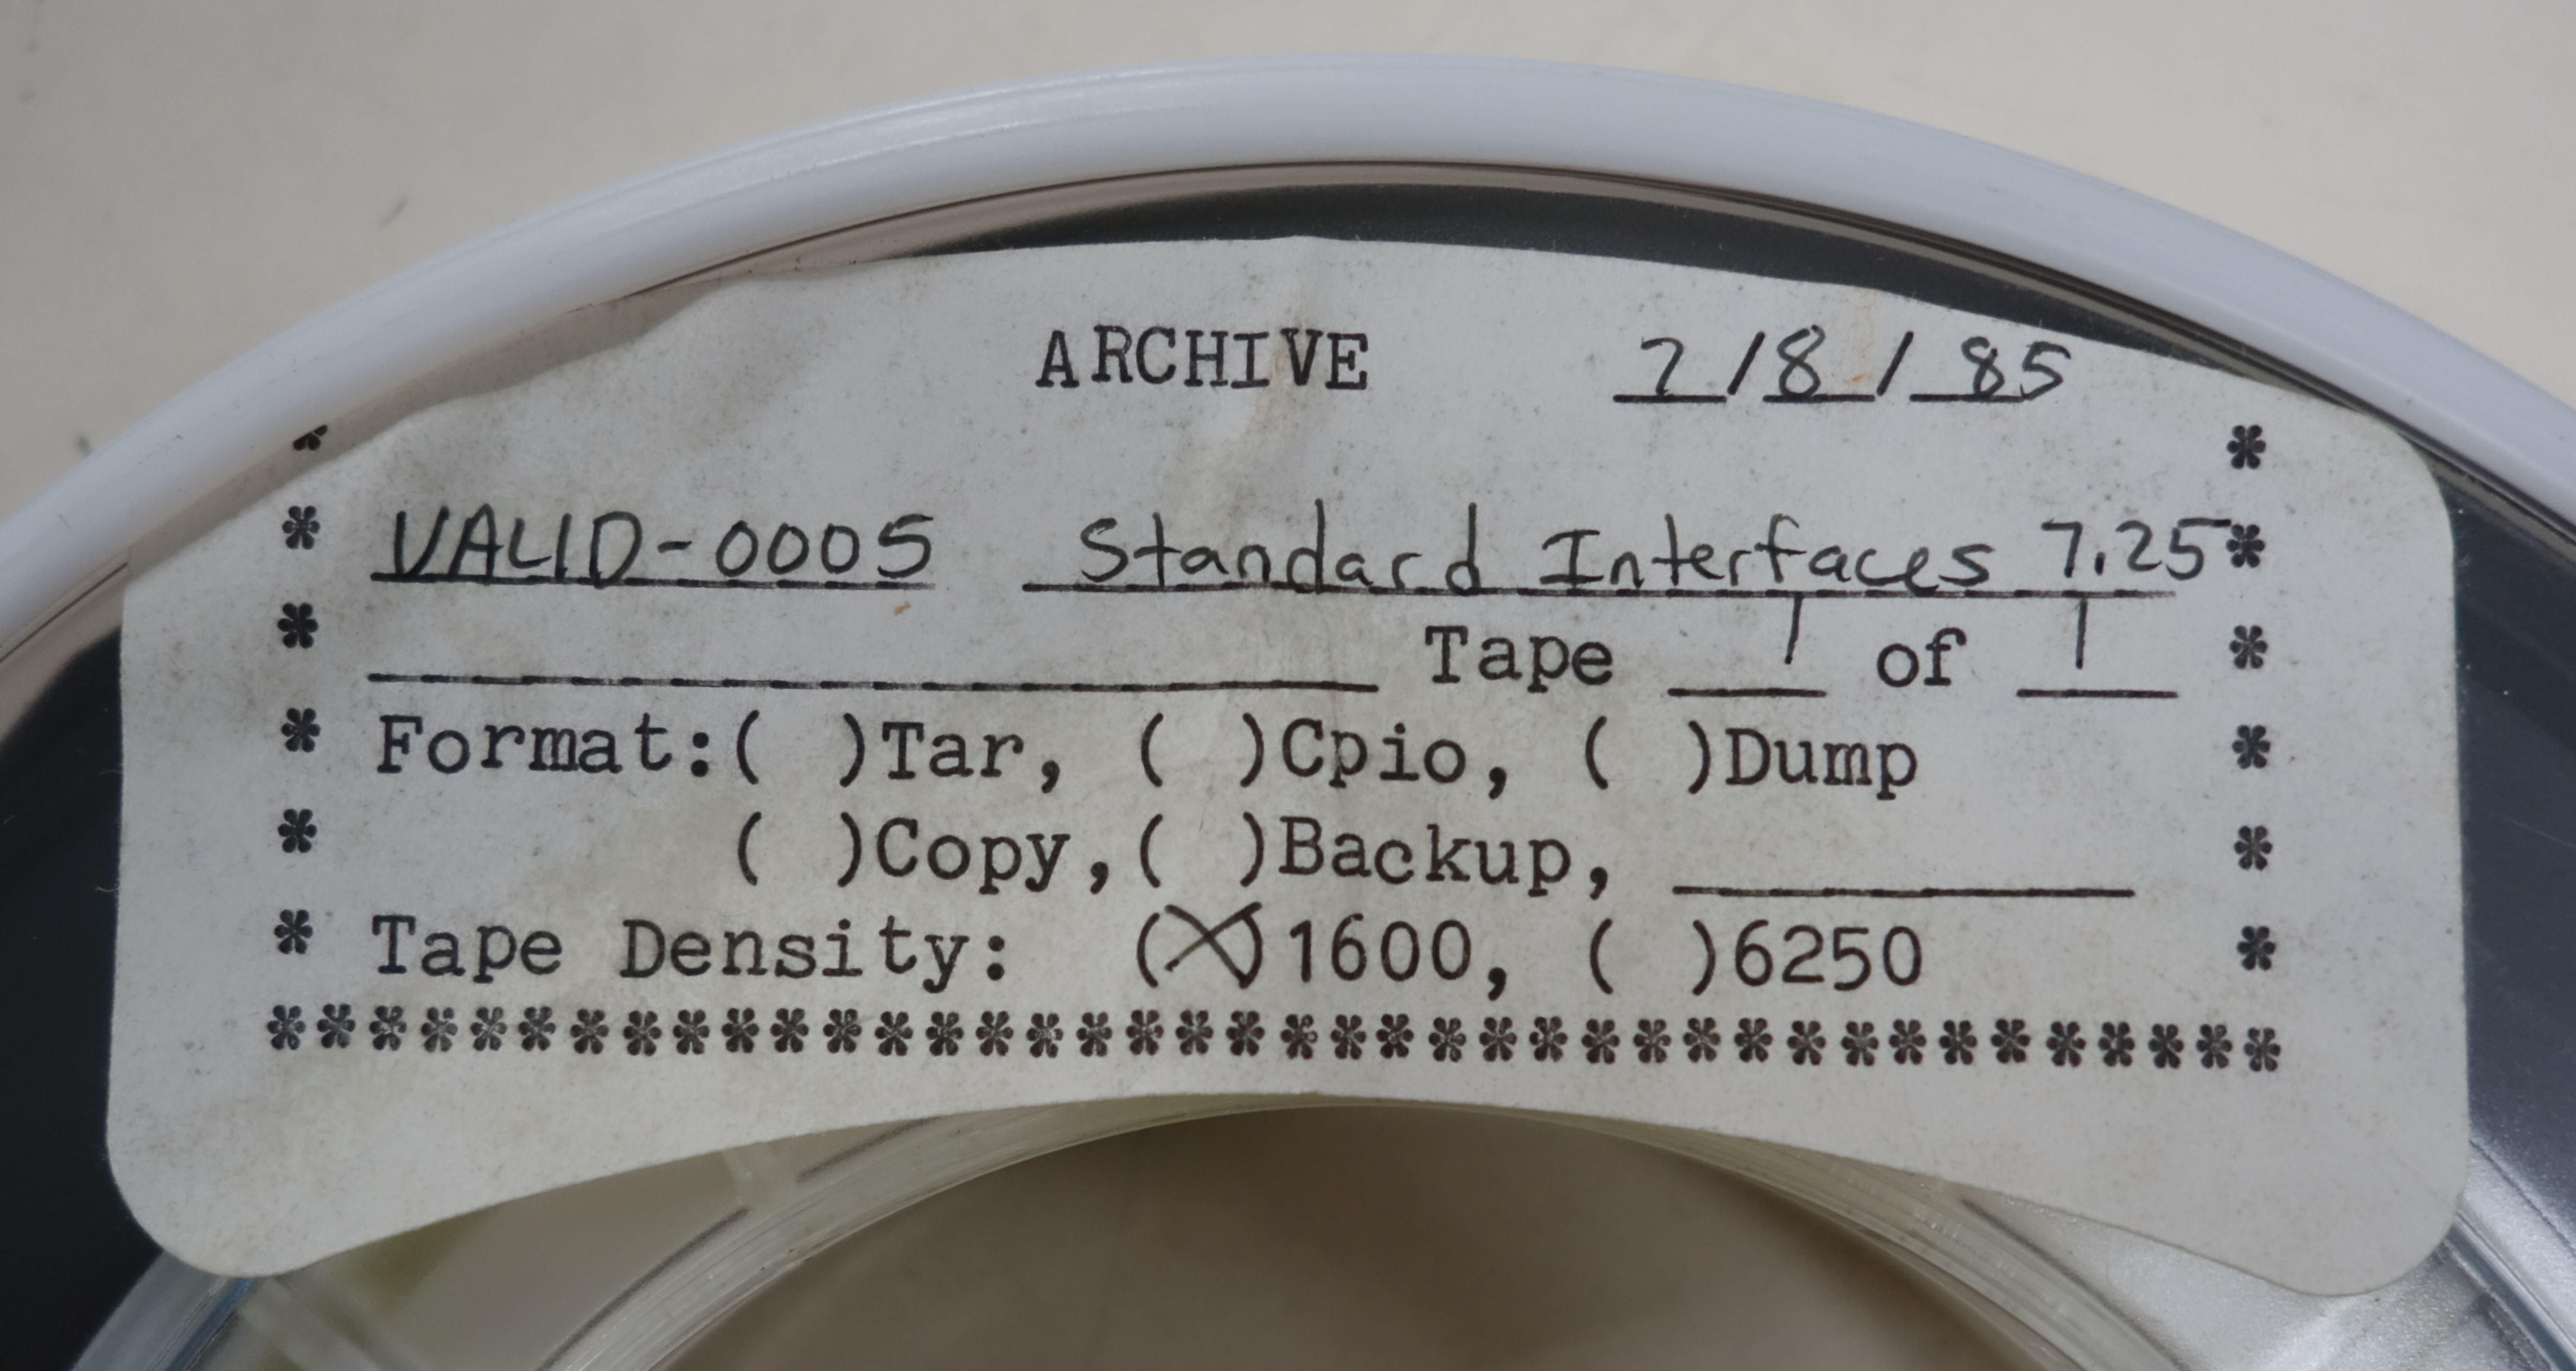 ARCHIVE 7/8/85
*
* VALID-0005 Standard Interfaces 7.25 *
* Tape 1 of 1 *
* Format:( )Tar, ( )Cpio, ( )Dump *
* ( )Copy,( )Backup, *
* Tape Density: (X)1600, ( )6250 *
****************************************